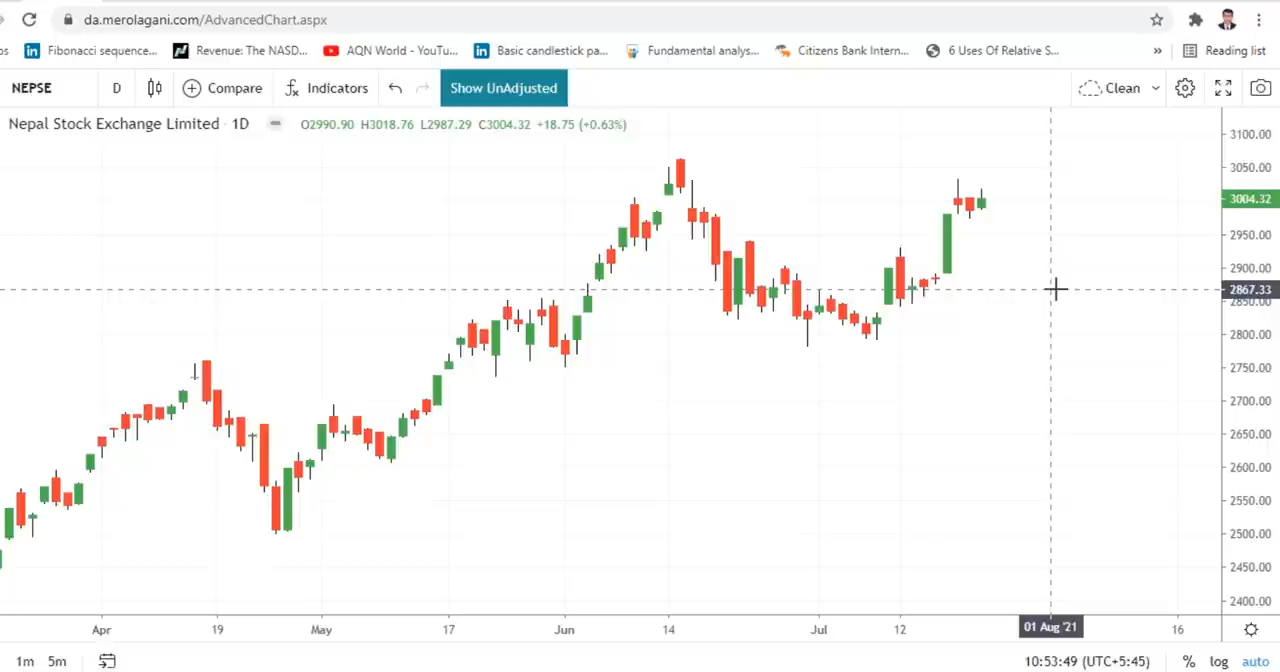 da.merolagani.com/AdvancedChart.aspx
os Fibonacci sequence... Revenue: The NASD... AQN World - YouTu... Basic candlestick pa... Fundamental analys... Citizens Bank Intern... 6 Uses Of Relative S... » Reading list
NEPSE D Compare Indicators Show UnAdjusted Clean
Nepal Stock Exchange Limited · 1D O2990.90 H3018.76 L2987.29 C3004.32 +18.75 (+0.63%)
3100.00
3050.00
3004.32
2950.00
2900.00
2867.33
2850.00
2800.00
2750.00
2700.00
2650.00
2600.00
2550.00
2500.00
2450.00
2400.00
Apr 19 May 17 Jun 14 Jul 12 01 Aug '21 16
1m 5m 10:53:49 (UTC+5:45) % log auto